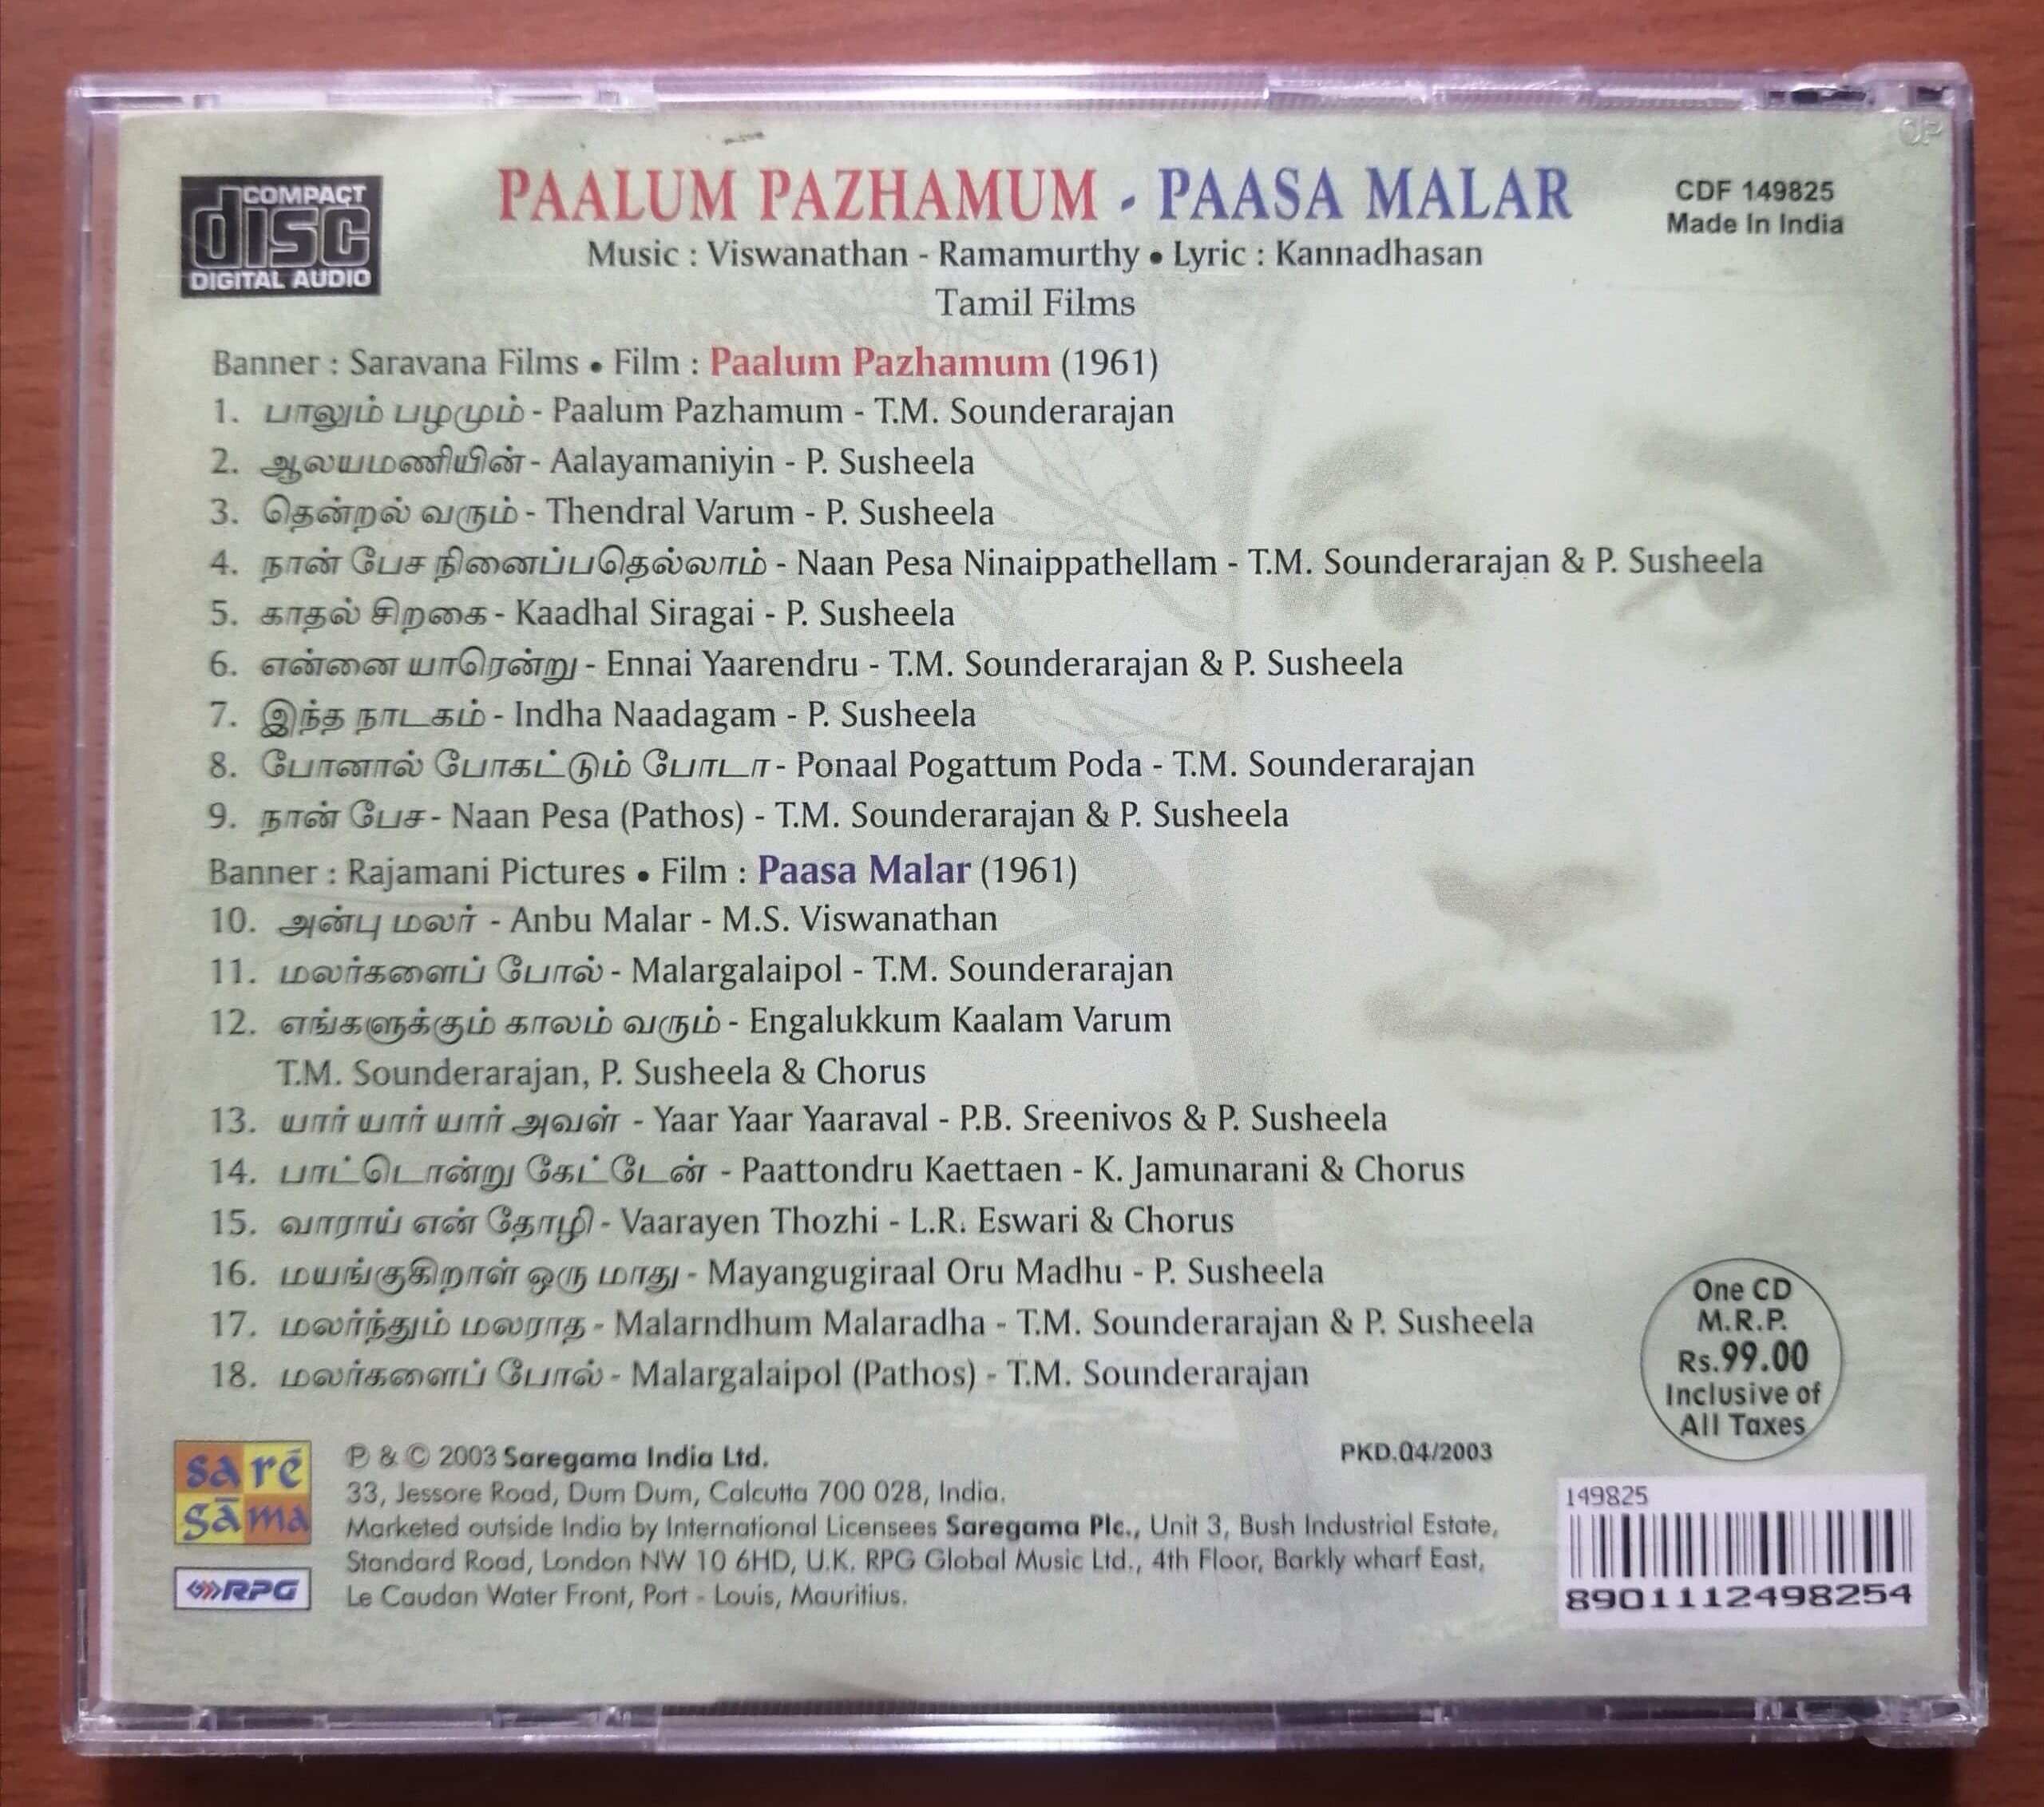 COMPACT
disc
DIGITAL AUDIO
PAALUM PAZHAMUM - PAASA MALAR
CDF 149825
Made In India
Music : Viswanathan - Ramamurthy • Lyric : Kannadhasan
Tamil Films
Banner : Saravana Films • Film : Paalum Pazhamum (1961)
1. பாலும் பழமும் - Paalum Pazhamum - T.M. Sounderarajan
2. ஆலயமணியின் - Aalayamaniyin - P. Susheela
3. தென்றல் வரும் - Thendral Varum - P. Susheela
4. நான் பேச நினைப்பதெல்லாம் - Naan Pesa Ninaippathellam - T.M. Sounderarajan & P. Susheela
5. காதல் சிறகை - Kaadhal Siragai - P. Susheela
6. என்னை யாரென்று - Ennai Yaarendru - T.M. Sounderarajan & P. Susheela
7. இந்த நாடகம் - Indha Naadagam - P. Susheela
8. போனால் போகட்டும் போடா - Ponaal Pogattum Poda - T.M. Sounderarajan
9. நான் பேச - Naan Pesa (Pathos) - T.M. Sounderarajan & P. Susheela
Banner : Rajamani Pictures • Film : Paasa Malar (1961)
10. அன்பு மலர் - Anbu Malar - M.S. Viswanathan
11. மலர்களைப் போல் - Malargalaipol - T.M. Sounderarajan
12. எங்களுக்கும் காலம் வரும் - Engalukkum Kaalam Varum
T.M. Sounderarajan, P. Susheela & Chorus
13. யார் யார் யார் அவள் - Yaar Yaar Yaaraval - P.B. Sreenivos & P. Susheela
14. பாட்டொன்று கேட்டேன் - Paattondru Kaettaen - K. Jamunarani & Chorus
15. வாராய் என் தோழி - Vaarayen Thozhi - L.R. Eswari & Chorus
16. மயங்குகிறாள் ஒரு மாது - Mayangugiraal Oru Madhu - P. Susheela
17. மலர்ந்தும் மலராத - Malarndhum Malaradha - T.M. Sounderarajan & P. Susheela
18. மலர்களைப் போல் - Malargalaipol (Pathos) - T.M. Sounderarajan
One CD
M.R.P.
Rs.99.00
Inclusive of
All Taxes
sa rē
gā ma
RPG
℗ & © 2003 Saregama India Ltd.
PKD.04/2003
33, Jessore Road, Dum Dum, Calcutta 700 028, India.
Marketed outside India by International Licensees Saregama Plc., Unit 3, Bush Industrial Estate,
Standard Road, London NW 10 6HD, U.K. RPG Global Music Ltd., 4th Floor, Barkly wharf East,
Le Caudan Water Front, Port - Louis, Mauritius.
149825
8901112498254